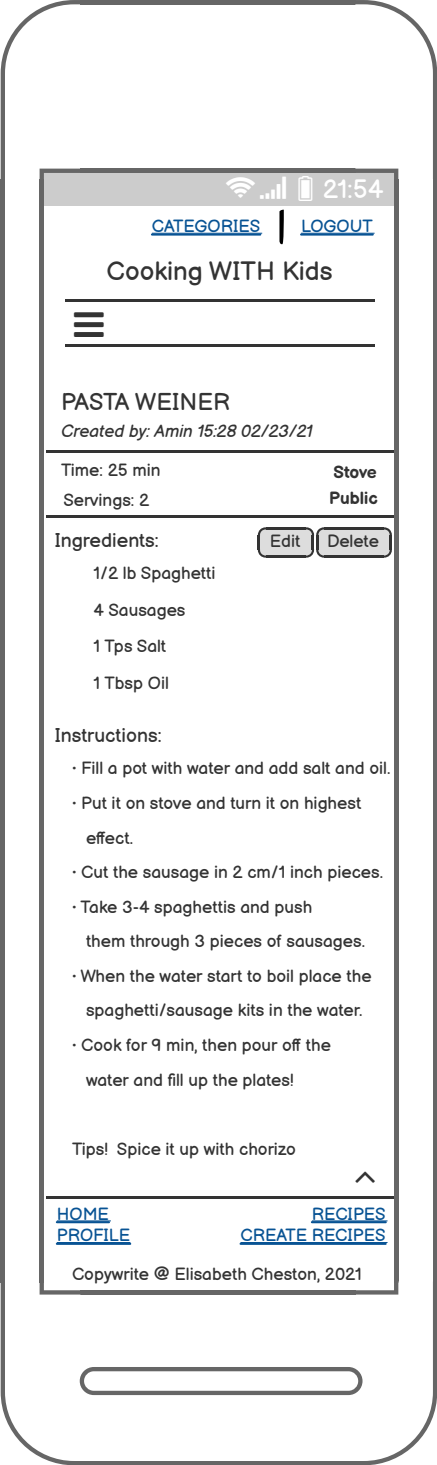 21:54
CATEGORIES | LOGOUT
Cooking WITH Kids
PASTA WEINER
Created by: Amin 15:28 02/23/21
Time: 25 min
Stove
Servings: 2
Public
Ingredients:
Edit
Delete
1/2 lb Spaghetti
4 Sausages
1 Tps Salt
1 Tbsp Oil
Instructions:
· Fill a pot with water and add salt and oil.
· Put it on stove and turn it on highest
effect.
· Cut the sausage in 2 cm/1 inch pieces.
· Take 3-4 spaghettis and push
them through 3 pieces of sausages.
· When the water start to boil place the
spaghetti/sausage kits in the water.
· Cook for 9 min, then pour off the
water and fill up the plates!
Tips! Spice it up with chorizo
HOME
RECIPES
PROFILE
CREATE RECIPES
Copywrite @ Elisabeth Cheston, 2021